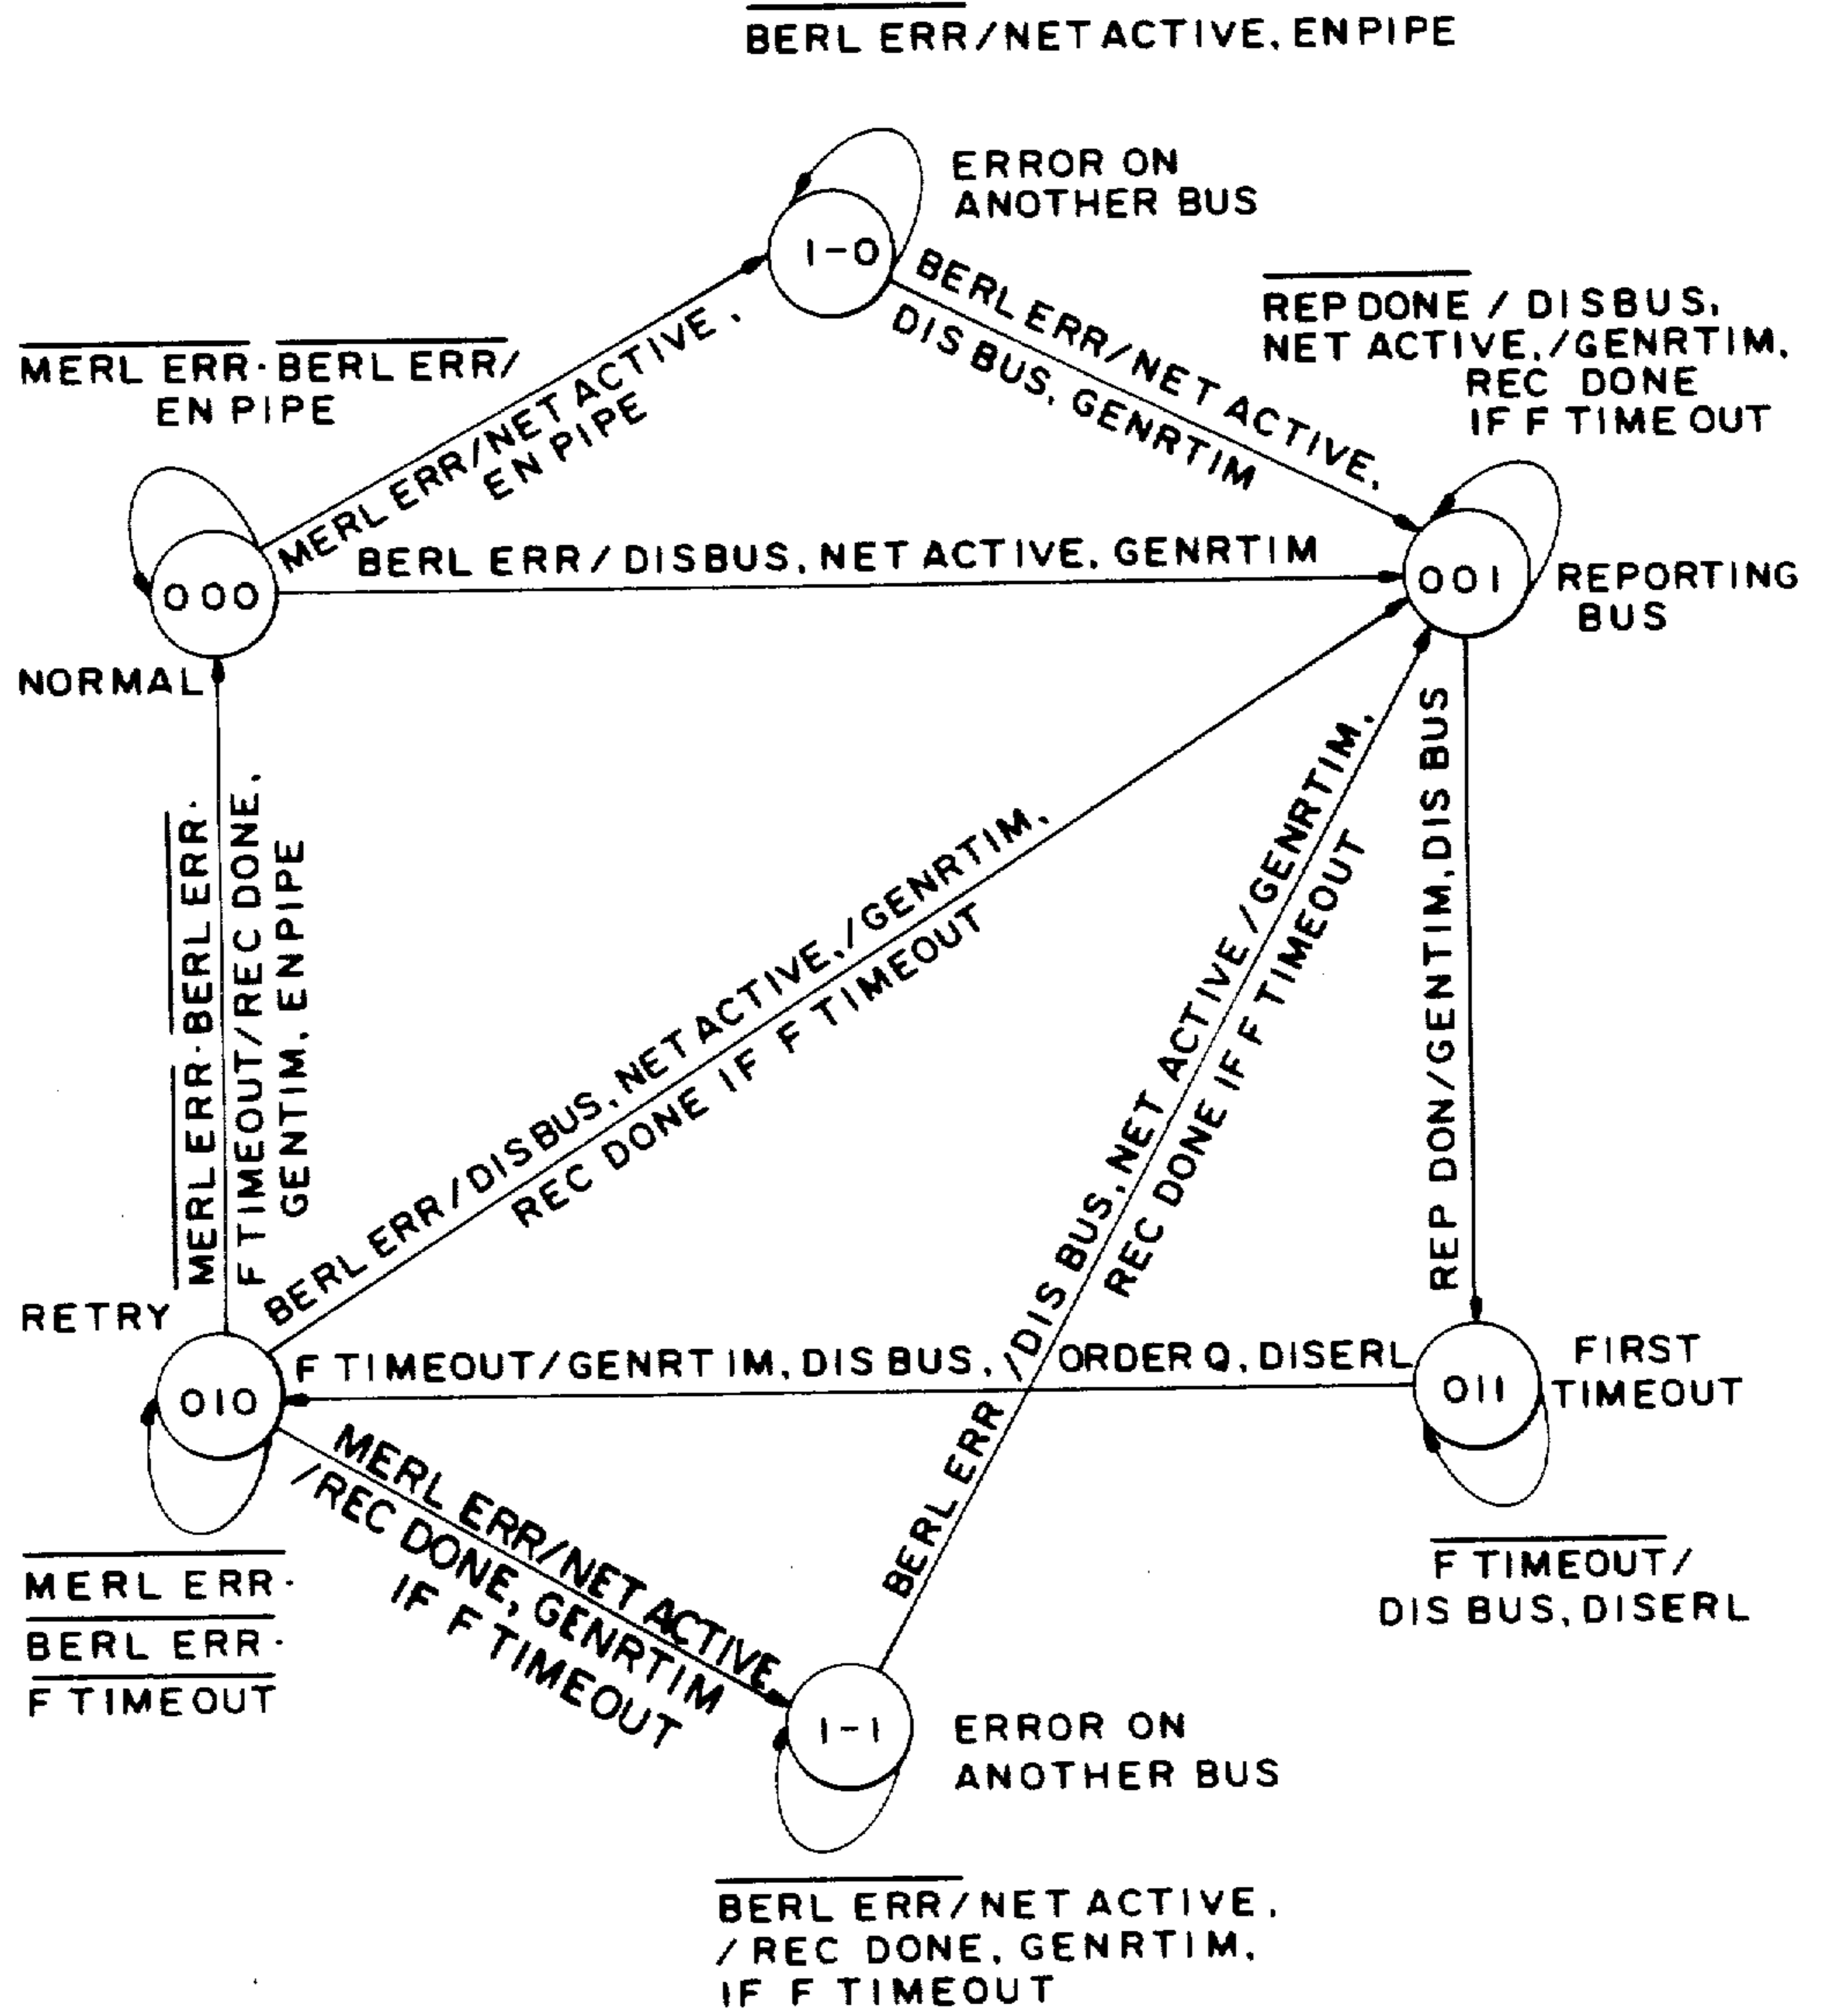 BERL ERR/NET ACTIVE, ENPIPE
ERROR ON
ANOTHER BUS
1-0
BERL ERR/NET ACTIVE,
DIS BUS, GENRTIM
REP DONE / DISBUS,
NET ACTIVE,/GENRTIM,
REC DONE
IF F TIME OUT
MERL ERR·BERL ERR/
EN PIPE
MERL ERR/NET ACTIVE,
EN PIPE
BERL ERR/DISBUS, NET ACTIVE, GENRTIM
000
NORMAL
001
REPORTING
BUS
MERL ERR·BERL ERR·
F TIMEOUT/REC DONE,
GENTIM, ENPIPE
BERL ERR/DISBUS, NET ACTIVE,/GENRTIM,
REC DONE IF F TIMEOUT
BERL ERR/DIS BUS, NET ACTIVE/GENRTIM,
REC DONE IF F TIMEOUT
REP DON/GENTIM,DIS BUS
RETRY
010
F TIMEOUT/GENRTIM, DIS BUS, ORDER Q, DISERL
011
FIRST
TIMEOUT
F TIMEOUT/
DIS BUS, DISERL
MERL ERR·
BERL ERR·
F TIMEOUT
MERL ERR/NET ACTIVE
/REC DONE, GENRTIM
IF F TIMEOUT
1-1
ERROR ON
ANOTHER BUS
BERL ERR/NET ACTIVE,
/REC DONE, GENRTIM,
IF F TIMEOUT